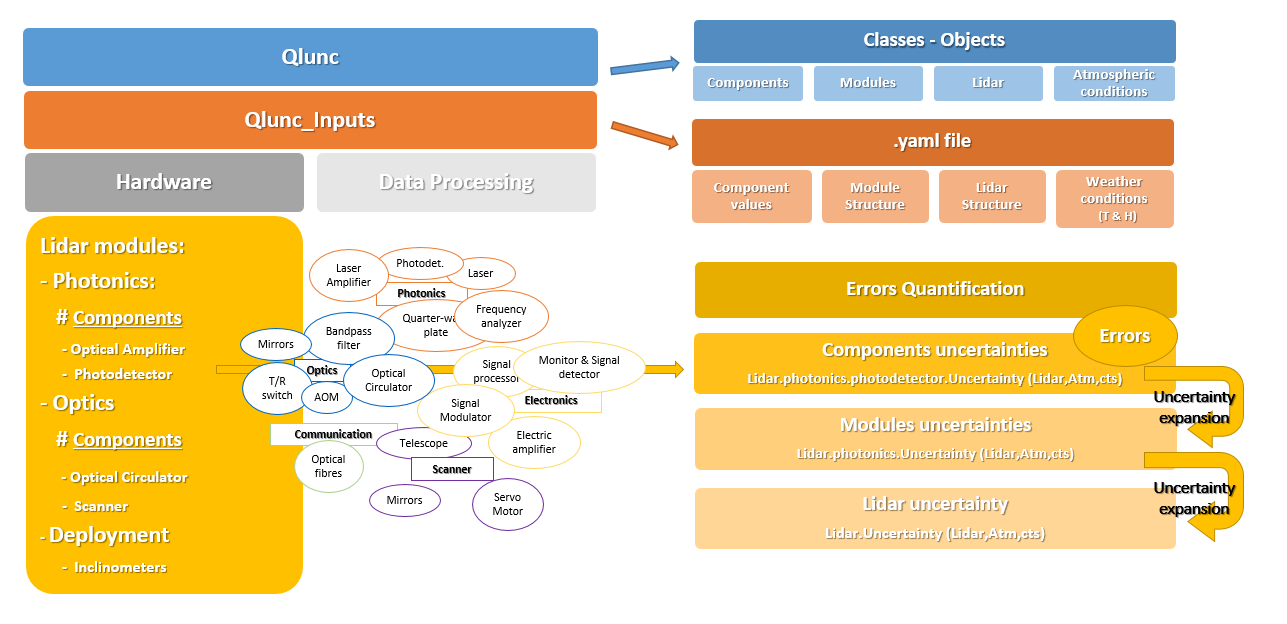 Qlunc
Qlunc_Inputs
Hardware
Data Processing
Lidar modules:
- Photonics:
# Components
- Optical Amplifier
- Photodetector
- Optics
# Components
- Optical Circulator
- Scanner
- Deployment
- Inclinometers
Laser
Amplifier
Photodet.
Laser
Photonics
Frequency
analyzer
plate
Mirrors
Bandpass
filter
Optics
T/R
switch
AOM
Optical
Circulator
Signal
Monitor & Signal
detector
Electronics
Signal
Modulator
Electric
amplifier
Communication
Optical
fibres
Telescope
Scanner
Mirrors
Servo
Motor
Classes - Objects
Components
Modules
Lidar
Atmospheric
conditions
.yaml file
Component
values
Module
Structure
Lidar
Structure
Weather
conditions
(T & H)
Errors Quantification
Errors
Components uncertainties
Lidar.photonics.photodetector.Uncertainty (Lidar,Atm,cts)
Uncertainty
expansion
Modules uncertainties
Lidar.photonics.Uncertainty (Lidar,Atm,cts)
Uncertainty
expansion
Lidar uncertainty
Lidar.Uncertainty (Lidar,Atm,cts)